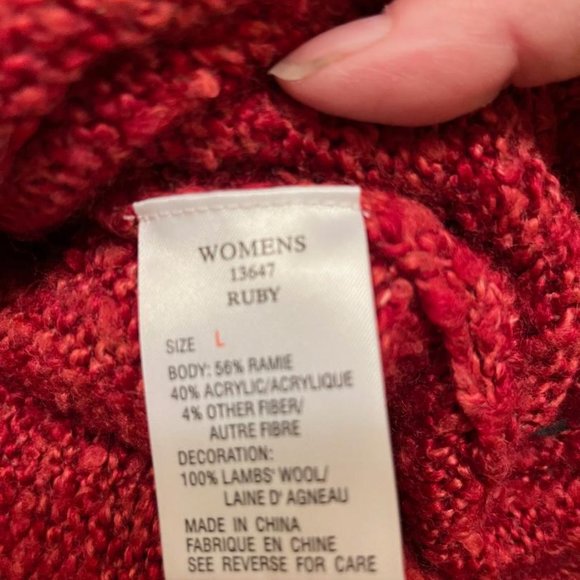 WOMENS
13647
RUBY
SIZE L
BODY: 56% RAMIE
40% ACRYLIC/ACRYLIQUE
4% OTHER FIBER/
AUTRE FIBRE
DECORATION:
100% LAMBS' WOOL/
LAINE D' AGNEAU
MADE IN CHINA
FABRIQUE EN CHINE
SEE REVERSE FOR CARE